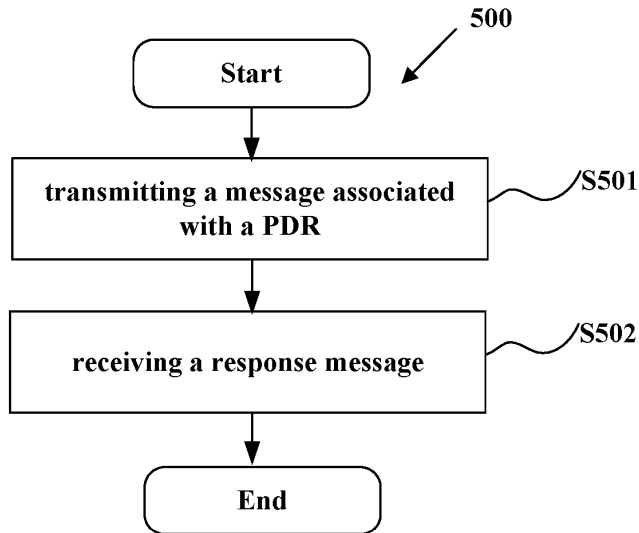 500
Start
transmitting a message associated
with a PDR
S501
receiving a response message
S502
End